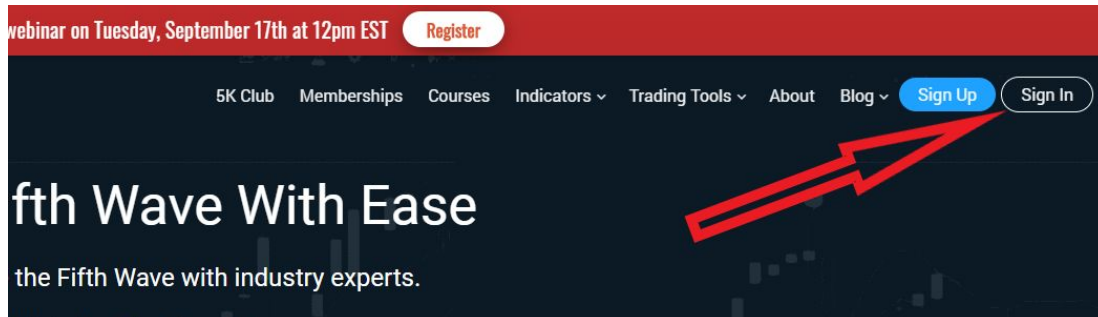 webinar on Tuesday, September 17th at 12pm EST Register
5K Club Memberships Courses Indicators Trading Tools About Blog Sign Up Sign In
fth Wave With Ease
the Fifth Wave with industry experts.